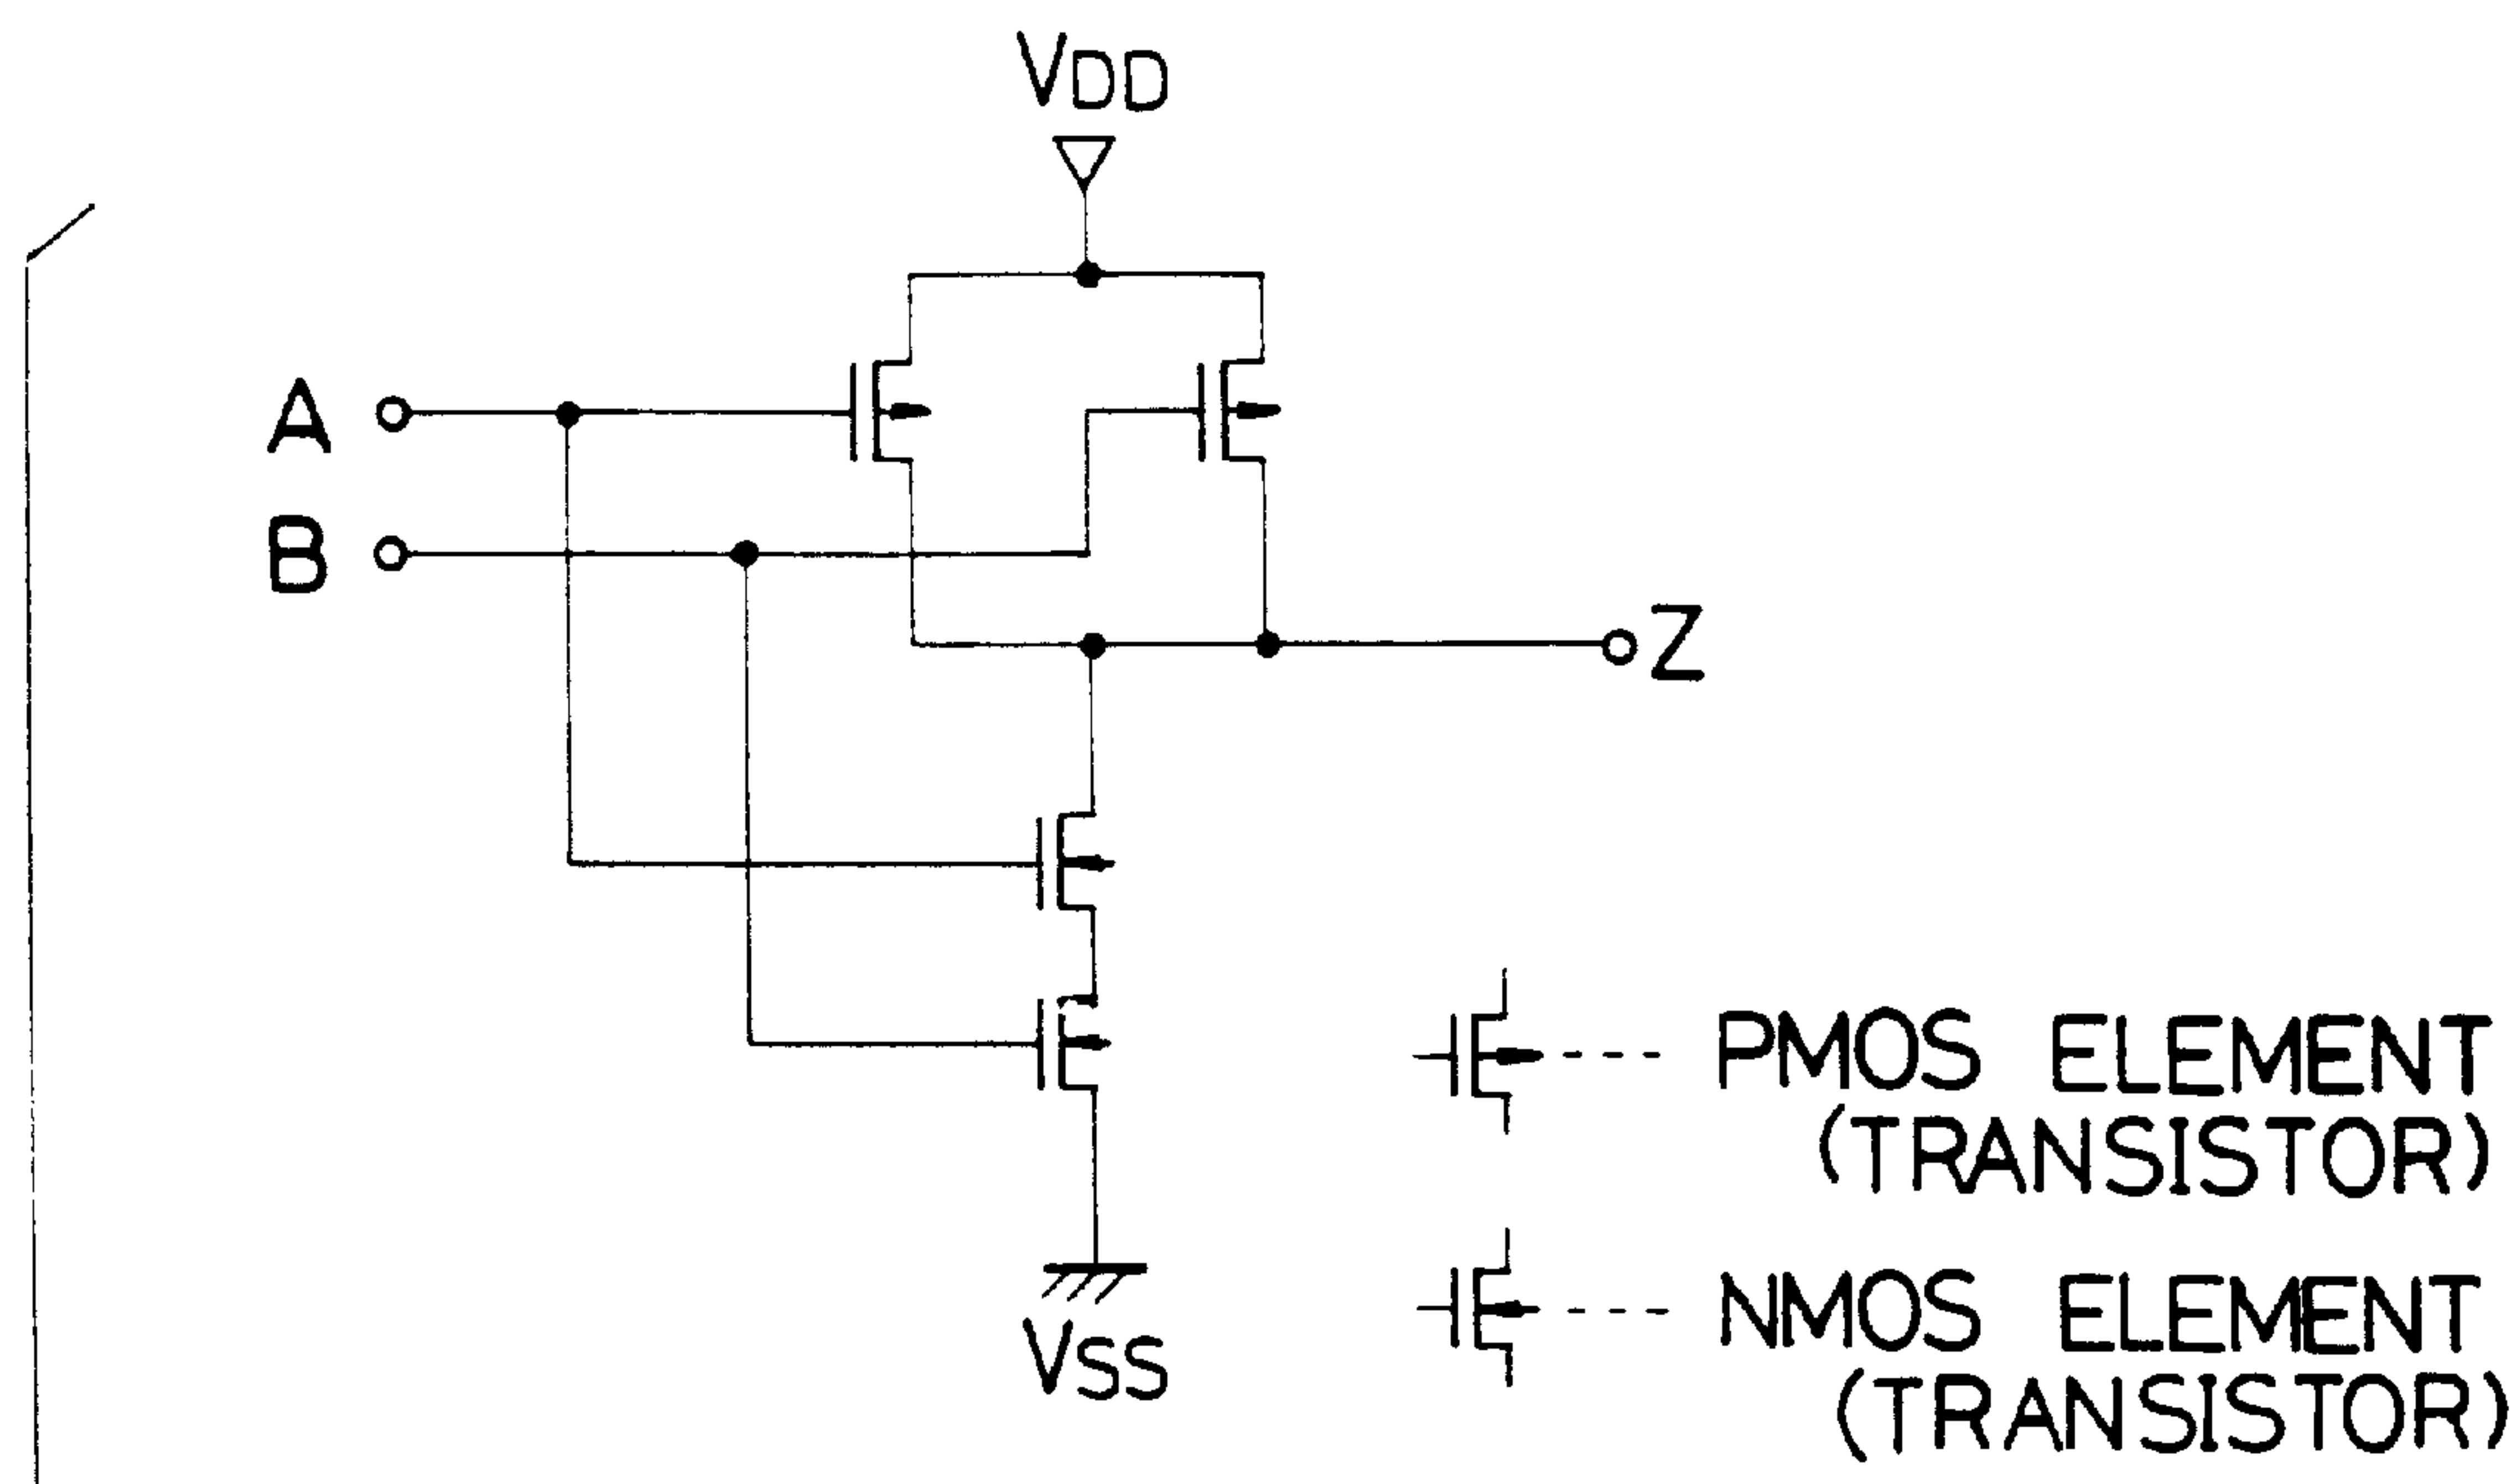 VDD
A
B
Z
PMOS ELEMENT
(TRANSISTOR)
NMOS ELEMENT
(TRANSISTOR)
VSS